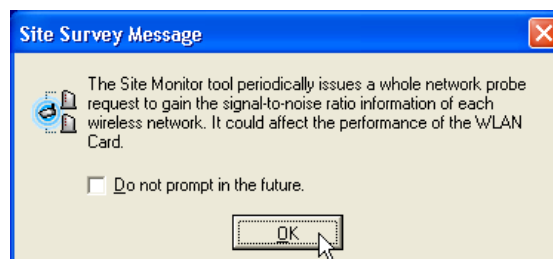 Site Survey Message
The Site Monitor tool periodically issues a whole network probe
request to gain the signal-to-noise ratio information of each
wireless network. It could affect the performance of the WLAN
Card.
Do not prompt in the future.
OK